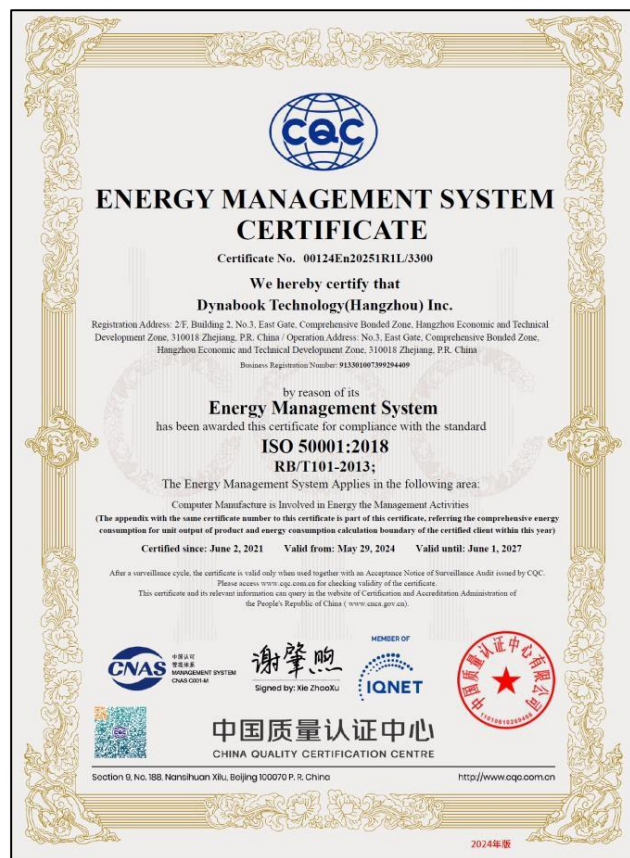 CQC
ENERGY MANAGEMENT SYSTEM
CERTIFICATE
Certificate No. 00124En20251R1L/3300
We hereby certify that
Dynabook Technology(Hangzhou) Inc.
Registration Address: 2/F, Building 2, No.3, East Gate, Comprehensive Bonded Zone, Hangzhou Economic and Technical
Development Zone, 310018 Zhejiang, P.R. China / Operation Address: No.3, East Gate, Comprehensive Bonded Zone,
Hangzhou Economic and Technical Development Zone, 310018 Zhejiang, P.R. China
Business Registration Number: 913301007399294409
by reason of its
Energy Management System
has been awarded this certificate for compliance with the standard
ISO 50001:2018
RB/T101-2013;
The Energy Management System Applies in the following area:
Computer Manufacture is Involved in Energy the Management Activities
(The appendix with the same certificate number to this certificate is part of this certificate, referring the comprehensive energy
consumption for unit output of product and energy consumption calculation boundary of the certified client within this year)
Certified since: June 2, 2021 Valid from: May 29, 2024 Valid until: June 1, 2027
After a surveillance cycle, the certificate is valid only when used together with an Acceptance Notice of Surveillance Audit issued by CQC.
Please access www.cqc.com.cn for checking validity of the certificate.
This certificate and its relevant information can query in the website of Certification and Accreditation Administration of
the People's Republic of China ( www.cnca.gov.cn).
CNAS
中国认可
管理体系
MANAGEMENT SYSTEM
CNAS C001-M
谢肇煦
Signed by: Xie ZhaoXu
MEMBER OF
IQNET
中国质量认证中心有限公司
11010610269466
中国质量认证中心
CHINA QUALITY CERTIFICATION CENTRE
Section 9, No. 188, Nansihuan Xilu, Beijing 100070 P. R. China
http://www.cqc.com.cn
2024年版